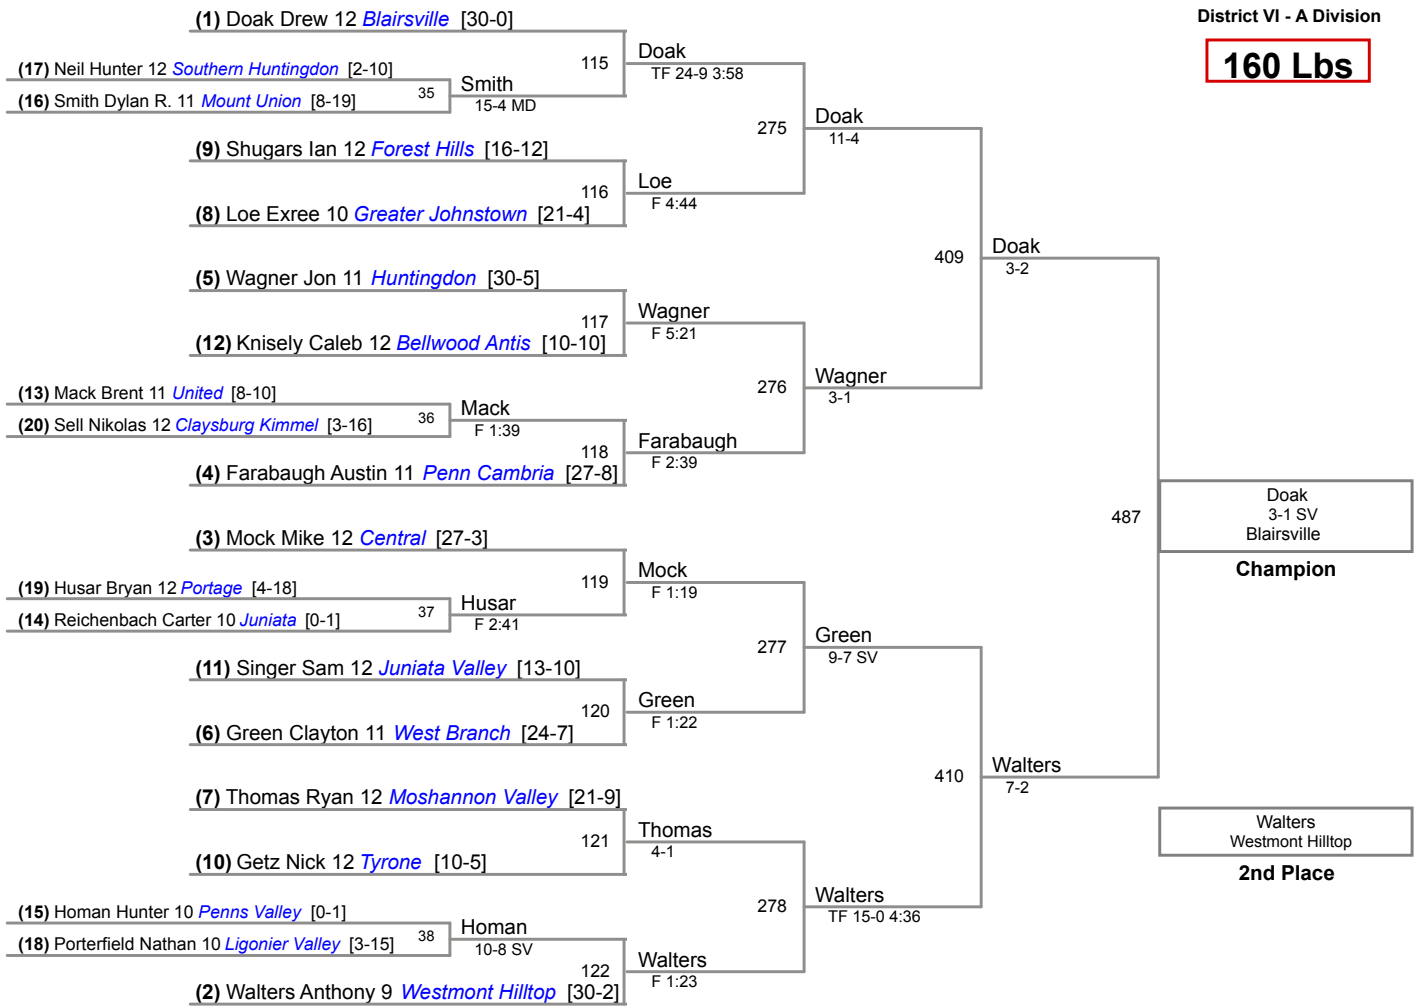 District VI - A Division
160 Lbs
(1) Doak Drew 12 Blairsville [30-0]
115
Doak
TF 24-9 3:58
(17) Neil Hunter 12 Southern Huntingdon [2-10]
35
Smith
15-4 MD
(16) Smith Dylan R. 11 Mount Union [8-19]
275
Doak
11-4
(9) Shugars Ian 12 Forest Hills [16-12]
116
Loe
F 4:44
(8) Loe Exree 10 Greater Johnstown [21-4]
409
Doak
3-2
(5) Wagner Jon 11 Huntingdon [30-5]
117
Wagner
F 5:21
(12) Knisely Caleb 12 Bellwood Antis [10-10]
276
Wagner
3-1
(13) Mack Brent 11 United [8-10]
36
Mack
F 1:39
(20) Sell Nikolas 12 Claysburg Kimmel [3-16]
118
Farabaugh
F 2:39
(4) Farabaugh Austin 11 Penn Cambria [27-8]
487
Doak
3-1 SV
Blairsville
Champion
(3) Mock Mike 12 Central [27-3]
119
Mock
F 1:19
(19) Husar Bryan 12 Portage [4-18]
37
Husar
F 2:41
(14) Reichenbach Carter 10 Juniata [0-1]
277
Green
9-7 SV
(11) Singer Sam 12 Juniata Valley [13-10]
120
Green
F 1:22
(6) Green Clayton 11 West Branch [24-7]
410
Walters
7-2
(7) Thomas Ryan 12 Moshannon Valley [21-9]
121
Thomas
4-1
(10) Getz Nick 12 Tyrone [10-5]
Walters
Westmont Hilltop
2nd Place
278
Walters
TF 15-0 4:36
(15) Homan Hunter 10 Penns Valley [0-1]
38
Homan
10-8 SV
(18) Porterfield Nathan 10 Ligonier Valley [3-15]
122
Walters
F 1:23
(2) Walters Anthony 9 Westmont Hilltop [30-2]